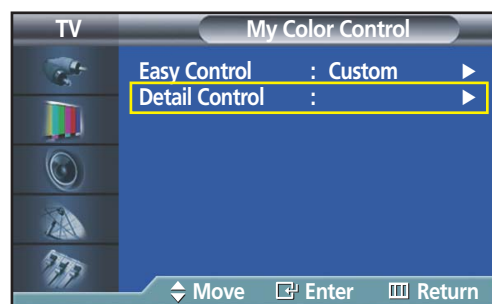 TV My Color Control
Easy Control : Custom
Detail Control :
Move Enter Return